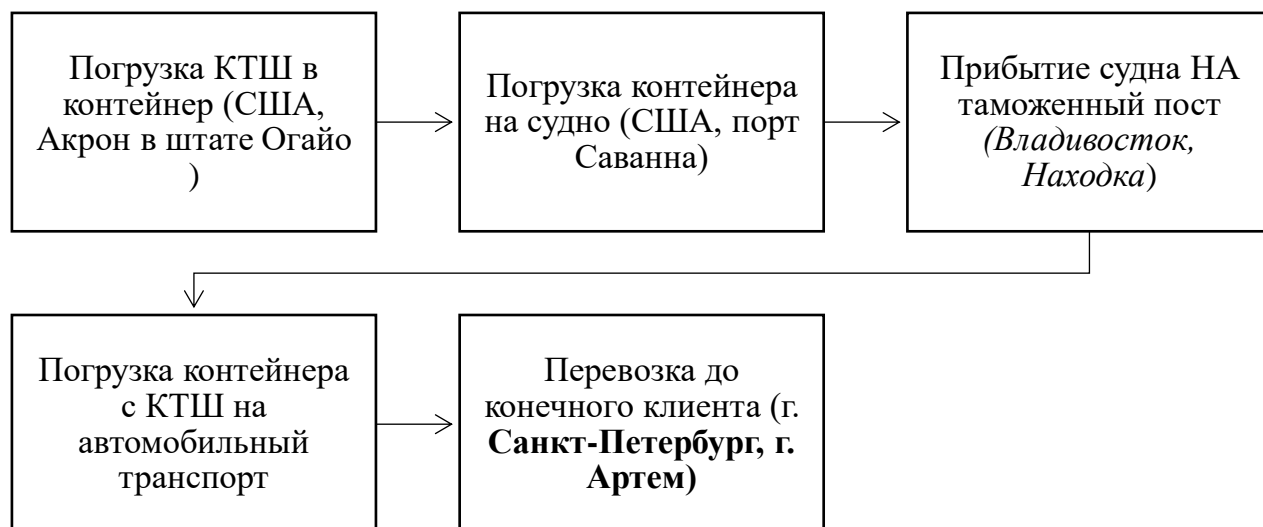 Погрузка КТШ в
контейнер (США,
Акрон в штате Огайо
)
Погрузка контейнера
на судно (США, порт
Саванна)
Прибытие судна НА
таможенный пост
(Владивосток,
Находка)
Погрузка контейнера
с КТШ на
автомобильный
транспорт
Перевозка до
конечного клиента (г.
Санкт-Петербург, г.
Артем)